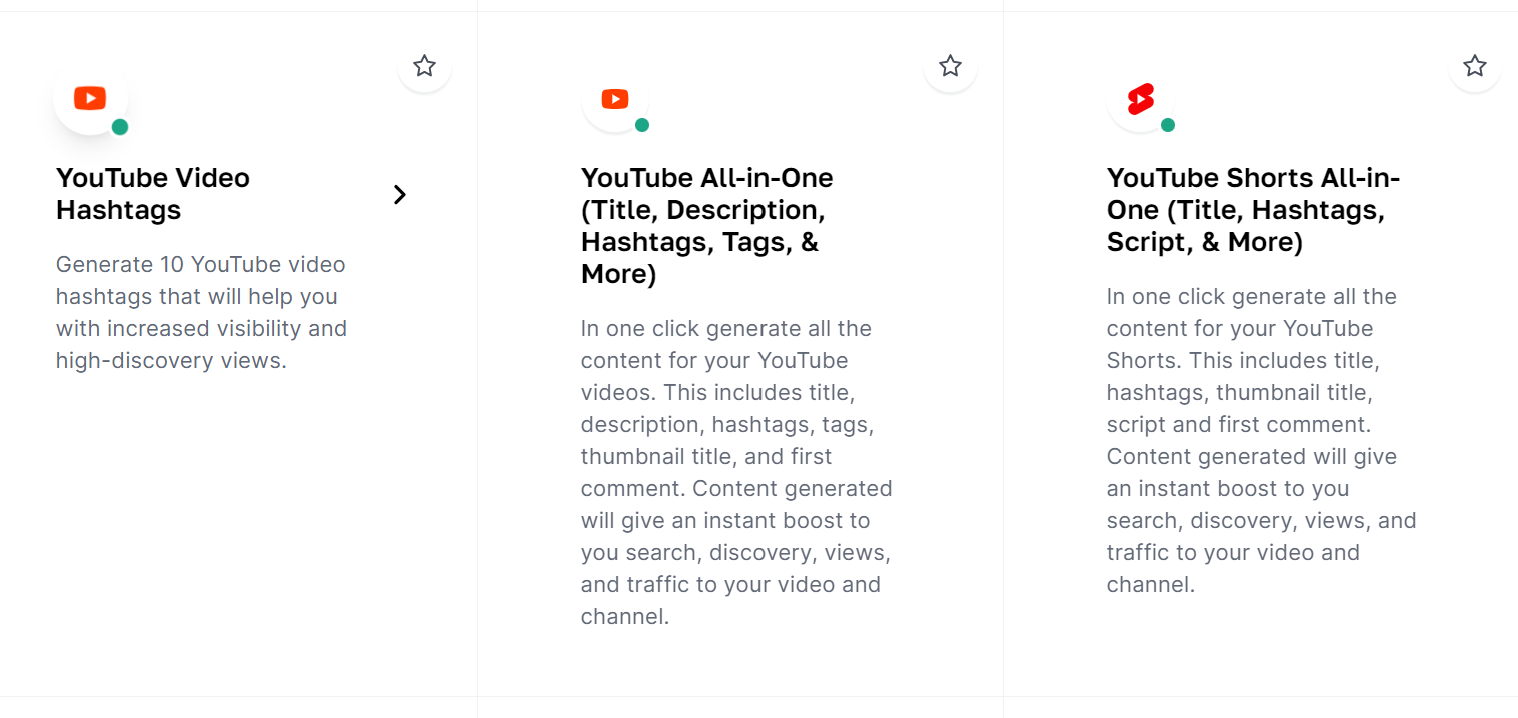 YouTube Video
Hashtags
Generate 10 YouTube video
hashtags that will help you
with increased visibility and
high-discovery views.
YouTube All-in-One
(Title, Description,
Hashtags, Tags, &
More)
In one click generate all the
content for your YouTube
videos. This includes title,
description, hashtags, tags,
thumbnail title, and first
comment. Content generated
will give an instant boost to
you search, discovery, views,
and traffic to your video and
channel.
YouTube Shorts All-in-
One (Title, Hashtags,
Script, & More)
In one click generate all the
content for your YouTube
Shorts. This includes title,
hashtags, thumbnail title,
script and first comment.
Content generated will give
an instant boost to you
search, discovery, views, and
traffic to your video and
channel.